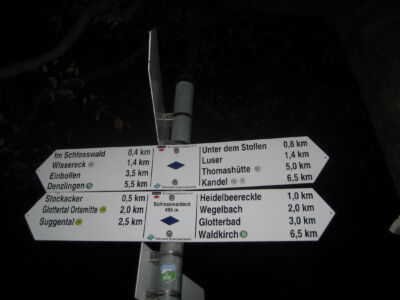 Im Schlosswald 0,4 km
Wissereck 1,4 km
Einbollen 3,5 km
Denzlingen 5,5 km
Unter dem Stollen 0,8 km
Luser 1,4 km
Thomashütte 5,0 km
Kandel 6,5 km
Stockacker 0,5 km
Glottertal Ortsmitte 2,0 km
Suggental 2,5 km
Schlosswaldeck
495 m
Heidelbeereckle 1,0 km
Wegelbach 2,0 km
Glotterbad 3,0 km
Waldkirch 6,5 km